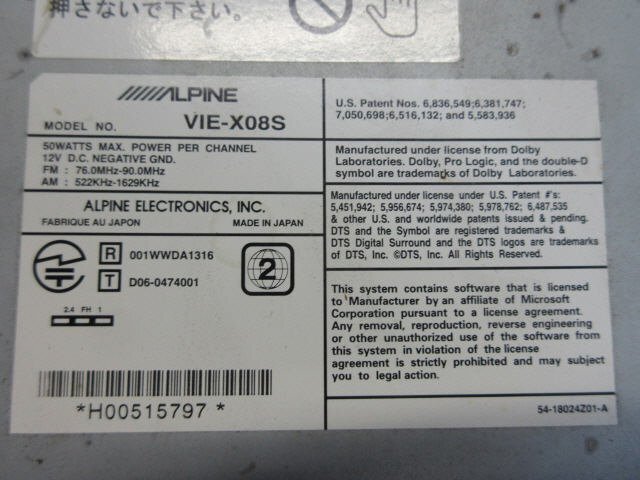 押さないで下さい。
ALPINE
MODEL NO. VIE-X08S
50WATTS MAX. POWER PER CHANNEL
12V D.C. NEGATIVE GND.
FM : 76.0MHz-90.0MHz
AM : 522KHz-1629KHz
ALPINE ELECTRONICS, INC.
FABRIQUE AU JAPON MADE IN JAPAN
R 001WWDA1316
T D06-0474001
2
2.4 FH 1
*H00515797*
U.S. Patent Nos. 6,836,549;6,381,747;
7,050,698;6,516,132; and 5,583,936
Manufactured under license from Dolby
Laboratories. Dolby, Pro Logic, and the double-D
symbol are trademarks of Dolby Laboratories.
Manufactured under license under U.S. Patent #'s:
5,451,942; 5,956,674; 5,974,380; 5,978,762; 6,487,535
& other U.S. and worldwide patents issued & pending.
DTS and the Symbol are registered trademarks &
DTS Digital Surround and the DTS logos are trademarks
of DTS, Inc. ©DTS, Inc. All Rights Reserved.
This system contains software that is licensed
to Manufacturer by an affiliate of Microsoft
Corporation pursuant to a license agreement.
Any removal, reproduction, reverse engineering
or other unauthorized use of the software from
this system in violation of the license
agreement is strictly prohibited and may subject
you to legal action.
54-18024Z01-A